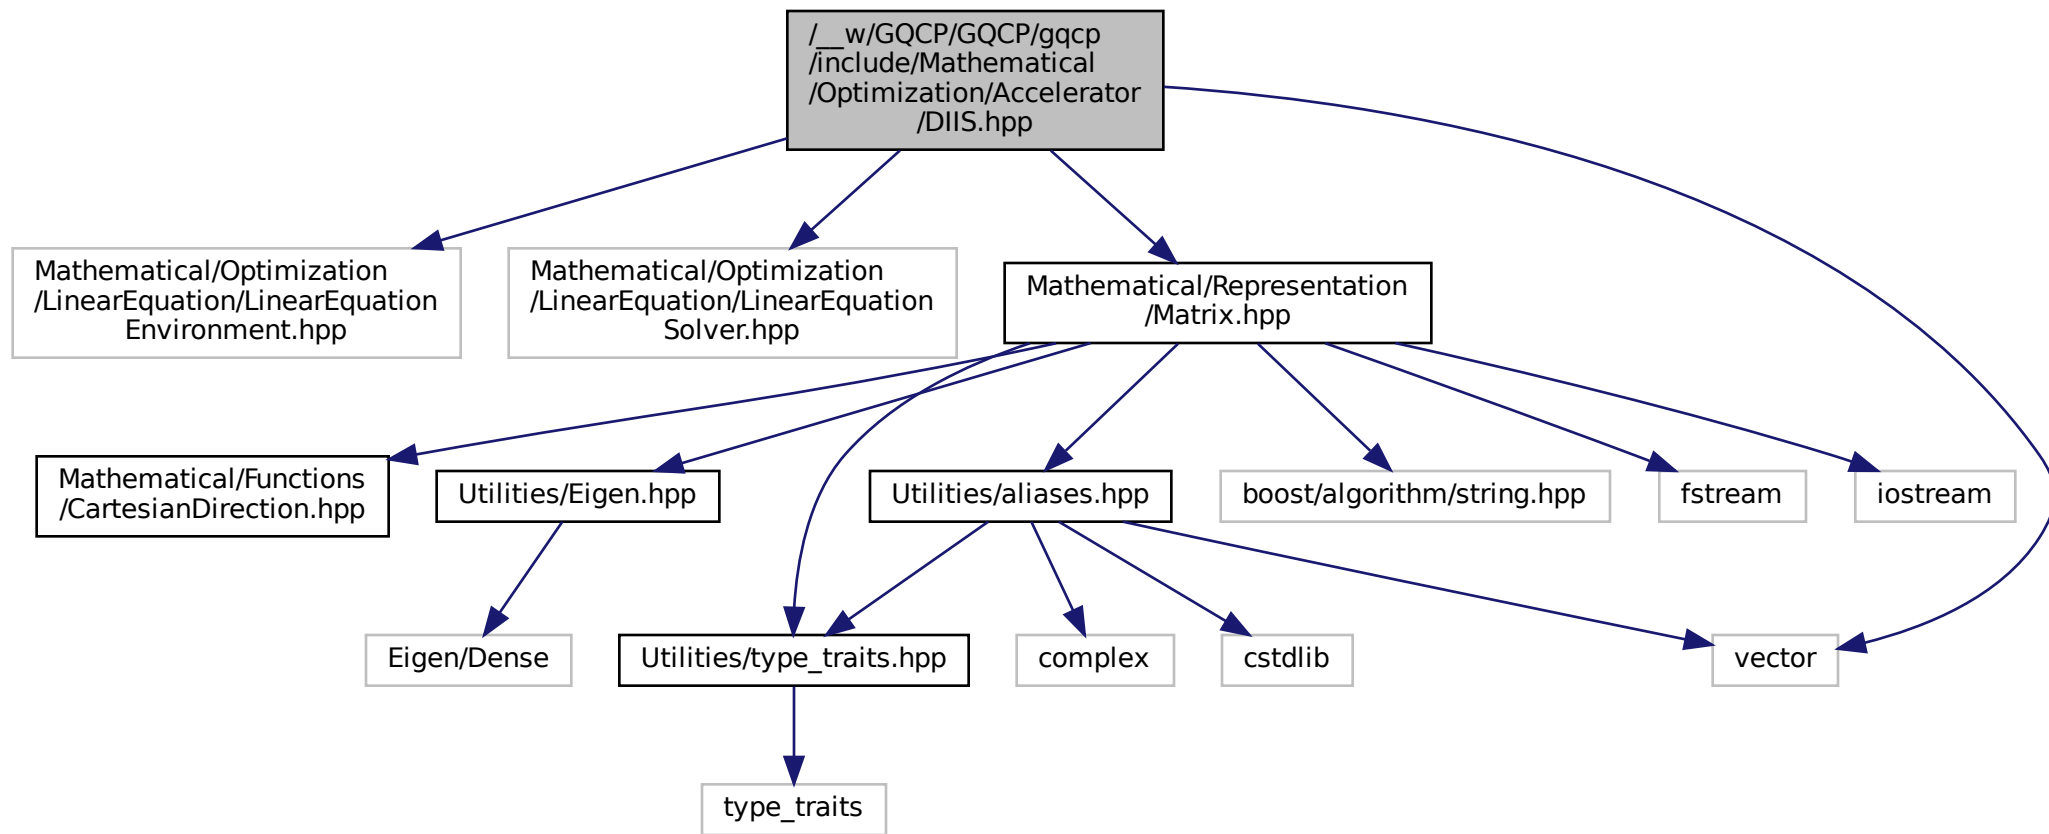 /__w/GQCP/GQCP/gqcp
/include/Mathematical
/Optimization/Accelerator
/DIIS.hpp
Mathematical/Optimization
/LinearEquation/LinearEquation
Environment.hpp
Mathematical/Optimization
/LinearEquation/LinearEquation
Solver.hpp
Mathematical/Representation
/Matrix.hpp
Mathematical/Functions
/CartesianDirection.hpp
Utilities/Eigen.hpp
Utilities/aliases.hpp
boost/algorithm/string.hpp
fstream
iostream
Eigen/Dense
Utilities/type_traits.hpp
complex
cstdlib
vector
type_traits